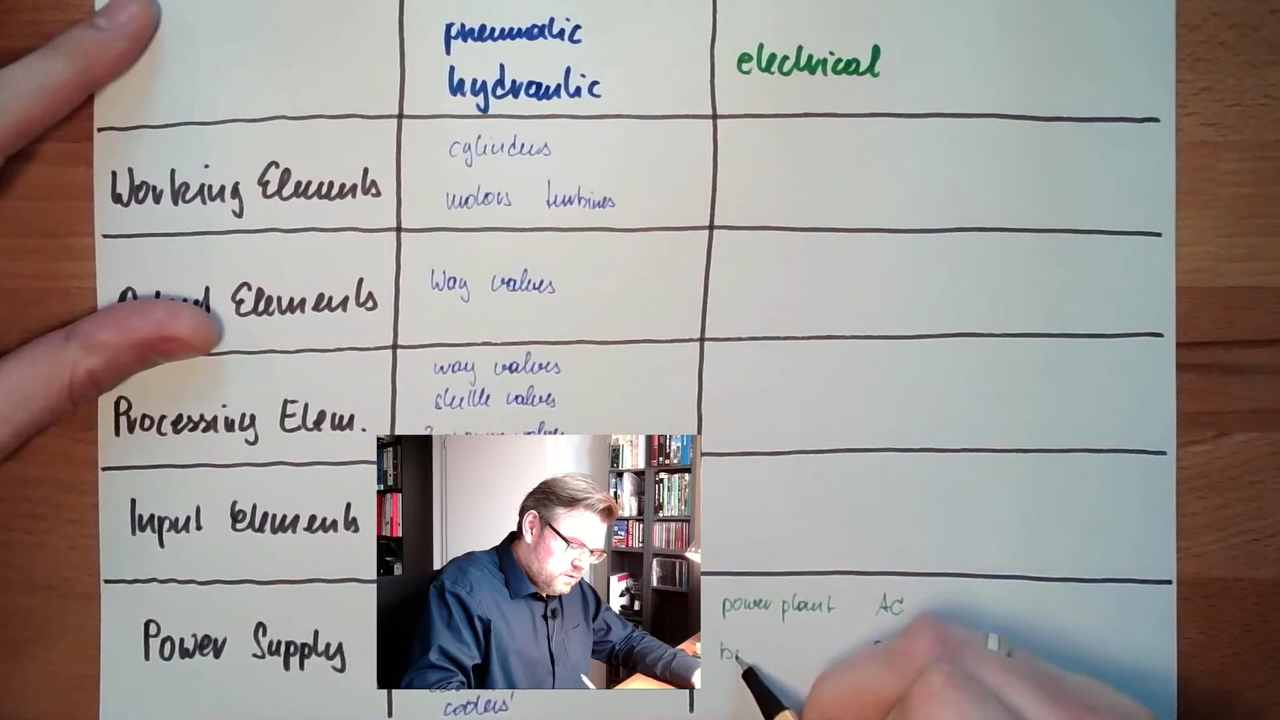 pneumatic
hydraulic
electrical
Working Elements
cylinders
motors turbines
Elements
Way valves
Processing Elem.
way valves
shuttle valves
Input Elements
Power Supply
power plant AC
coolers